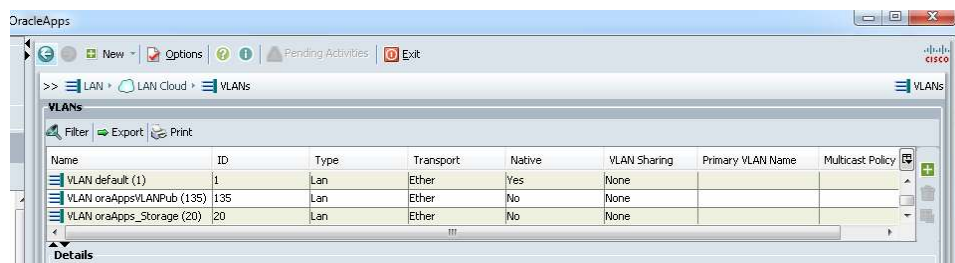 OracleApps
New Options Pending Activities Exit
cisco
>> LAN LAN Cloud VLANs VLANs
VLANs
Filter Export Print
Name ID Type Transport Native VLAN Sharing Primary VLAN Name Multicast Policy
VLAN default (1) 1 Lan Ether Yes None
VLAN oraAppsVLANPub (135) 135 Lan Ether No None
VLAN oraApps_Storage (20) 20 Lan Ether No None
Details